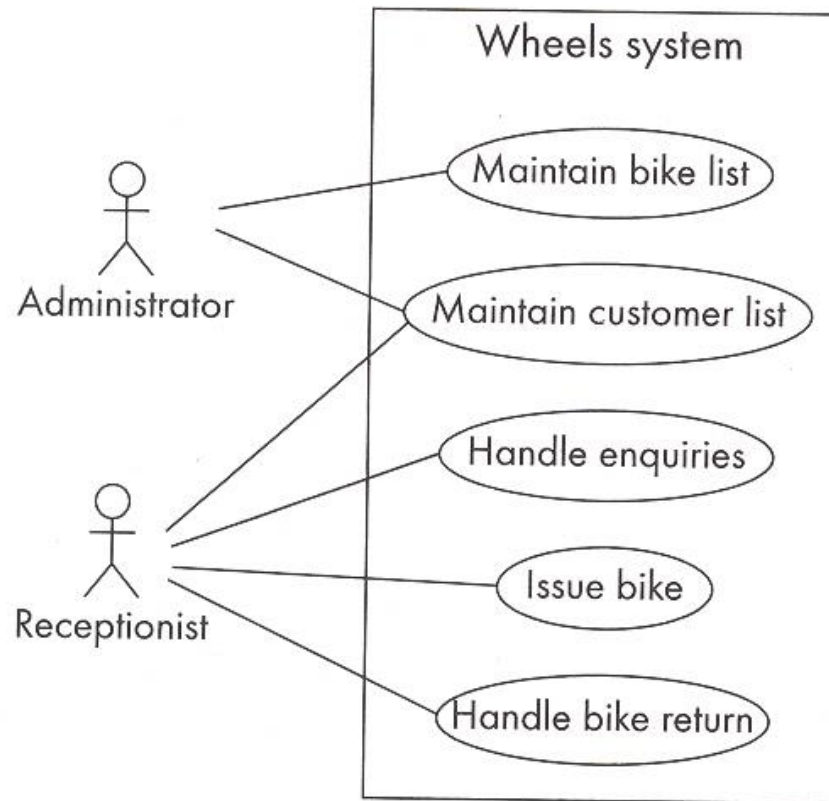 Wheels system
Maintain bike list
Administrator
Maintain customer list
Handle enquiries
Issue bike
Receptionist
Handle bike return